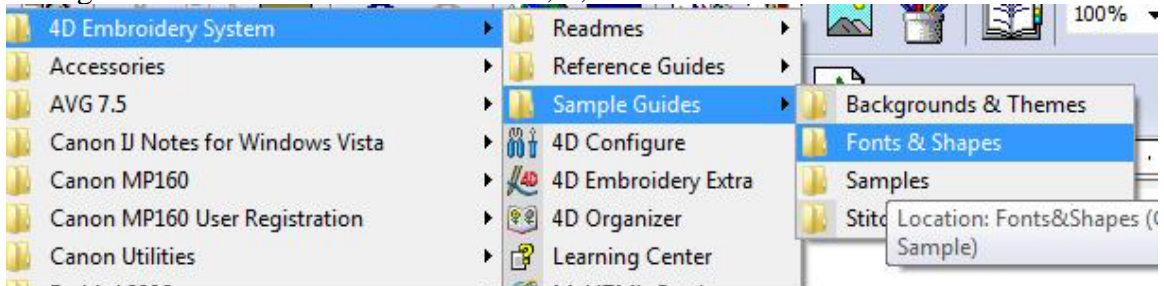 100%
4D Embroidery System
Accessories
AVG 7.5
Canon IJ Notes for Windows Vista
Canon MP160
Canon MP160 User Registration
Canon Utilities
Readmes
Reference Guides
Sample Guides
4D Configure
4D Embroidery Extra
4D Organizer
Learning Center
Backgrounds & Themes
Fonts & Shapes
Samples
Location: Fonts&Shapes (
Sample)